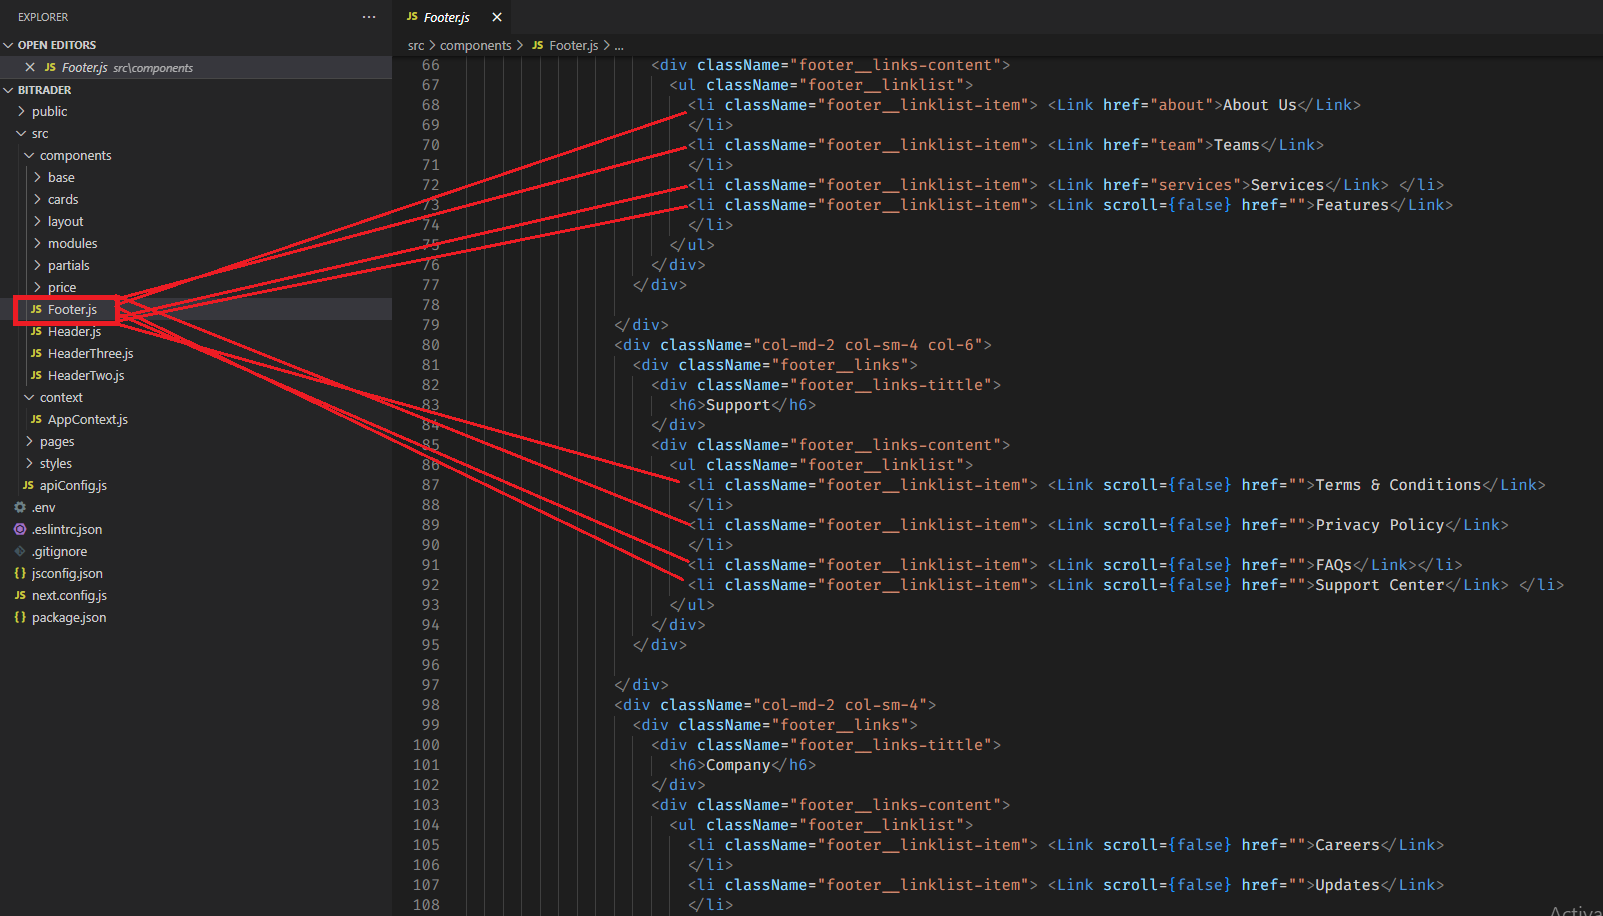 EXPLORER
···
OPEN EDITORS
JS Footer.js src\components
BITRADER
public
src
components
base
cards
layout
modules
partials
price
JS Footer.js
JS Header.js
JS HeaderThree.js
JS HeaderTwo.js
context
JS AppContext.js
pages
styles
JS apiConfig.js
.env
.eslintrc.json
.gitignore
{} jsconfig.json
JS next.config.js
{} package.json
JS Footer.js
src > components > JS Footer.js > ...
66 <div className="footer__links-content">
67 <ul className="footer__linklist">
68 <li className="footer__linklist-item"> <Link href="about">About Us</Link>
69 </li>
70 <li className="footer__linklist-item"> <Link href="team">Teams</Link>
71 </li>
72 <li className="footer__linklist-item"> <Link href="services">Services</Link> </li>
73 <li className="footer__linklist-item"> <Link scroll={false} href="">Features</Link>
74 </li>
75 </ul>
76 </div>
77 </div>
78
79 </div>
80 <div className="col-md-2 col-sm-4 col-6">
81 <div className="footer__links">
82 <div className="footer__links-tittle">
83 <h6>Support</h6>
84 </div>
85 <div className="footer__links-content">
86 <ul className="footer__linklist">
87 <li className="footer__linklist-item"> <Link scroll={false} href="">Terms & Conditions</Link>
88 </li>
89 <li className="footer__linklist-item"> <Link scroll={false} href="">Privacy Policy</Link>
90 </li>
91 <li className="footer__linklist-item"> <Link scroll={false} href="">FAQs</Link></li>
92 <li className="footer__linklist-item"> <Link scroll={false} href="">Support Center</Link> </li>
93 </ul>
94 </div>
95 </div>
96
97 </div>
98 <div className="col-md-2 col-sm-4">
99 <div className="footer__links">
100 <div className="footer__links-tittle">
101 <h6>Company</h6>
102 </div>
103 <div className="footer__links-content">
104 <ul className="footer__linklist">
105 <li className="footer__linklist-item"> <Link scroll={false} href="">Careers</Link>
106 </li>
107 <li className="footer__linklist-item"> <Link scroll={false} href="">Updates</Link>
108 </li>